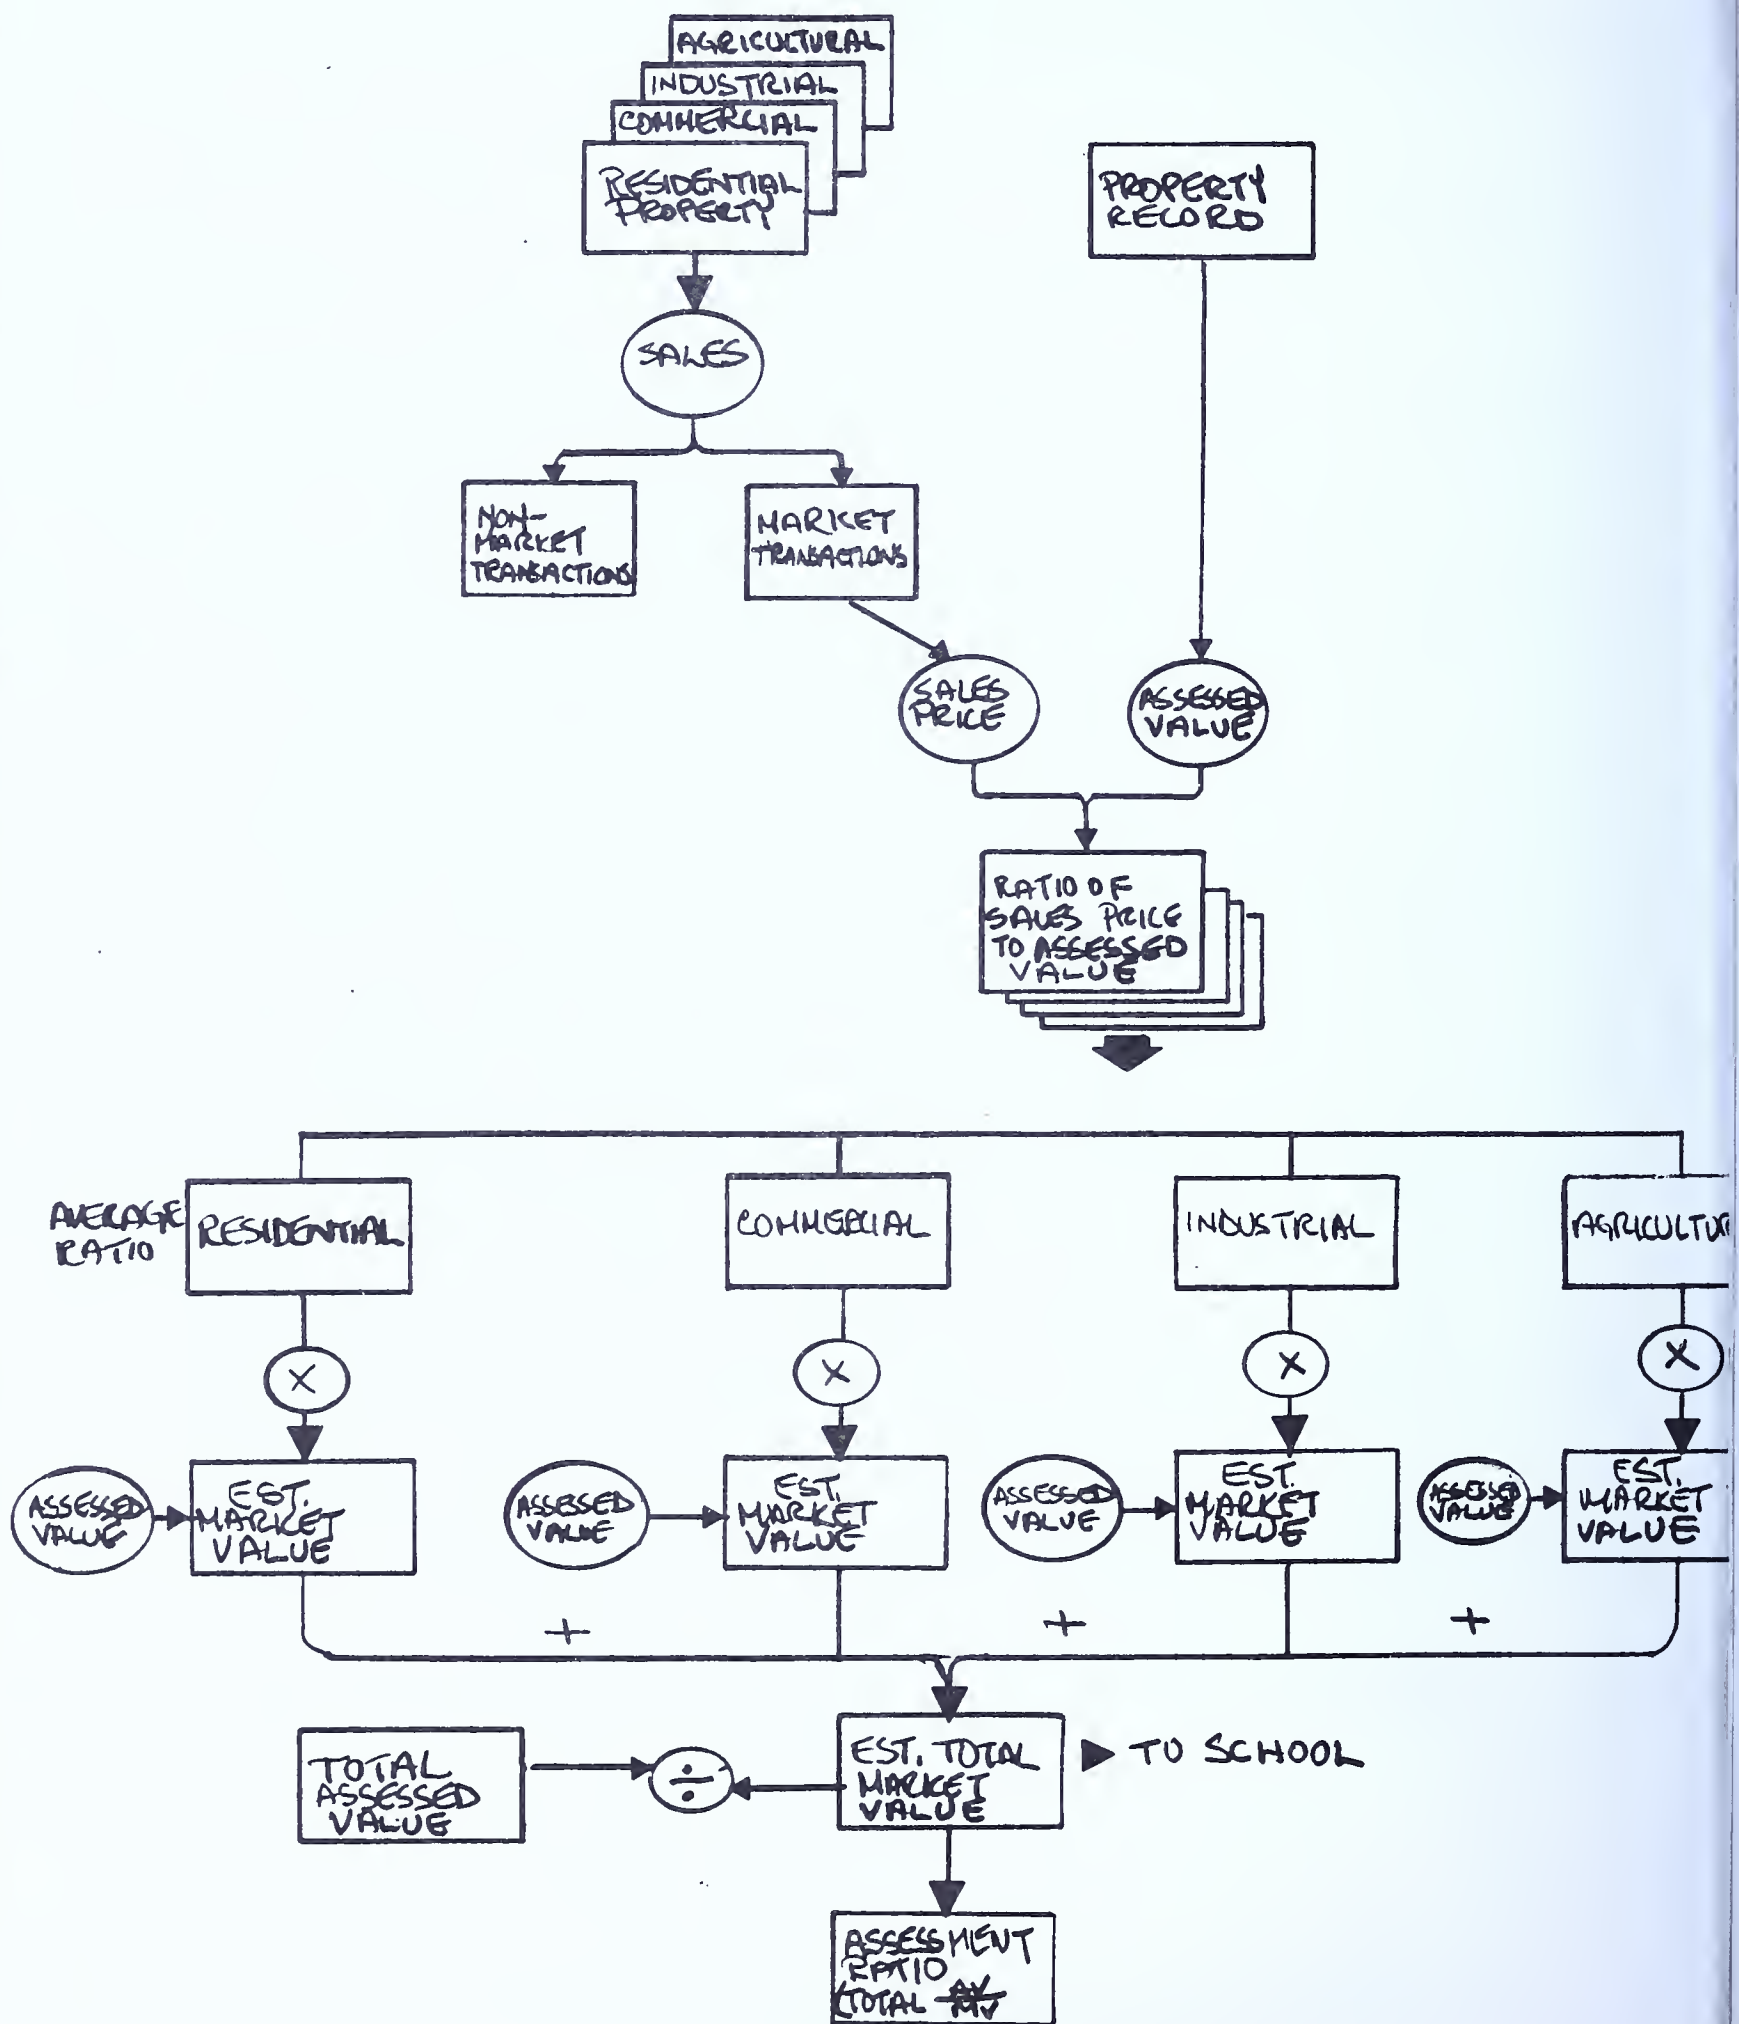 AGRICULTURAL
INDUSTRIAL
COMMERCIAL
RESIDENTIAL
PROPERTY
PROPERTY
RECORD
SALES
NON-
MARKET
TRANSACTIONS
MARKET
TRANSACTIONS
SALES
PRICE
ASSESSED
VALUE
RATIO OF
SALES PRICE
TO ASSESSED
VALUE
AVERAGE
RATIO
RESIDENTIAL
COMMERCIAL
INDUSTRIAL
AGRICULTUR
X
X
X
X
ASSESSED
VALUE
EST.
MARKET
VALUE
ASSESSED
VALUE
EST.
MARKET
VALUE
ASSESSED
VALUE
EST.
MARKET
VALUE
ASSESSED
VALUE
EST.
MARKET
VALUE
+
+
+
TOTAL
ASSESSED
VALUE
÷
EST. TOTAL
MARKET
VALUE
TO SCHOOL
ASSESSMENT
RATIO
(TOTAL AV/MV